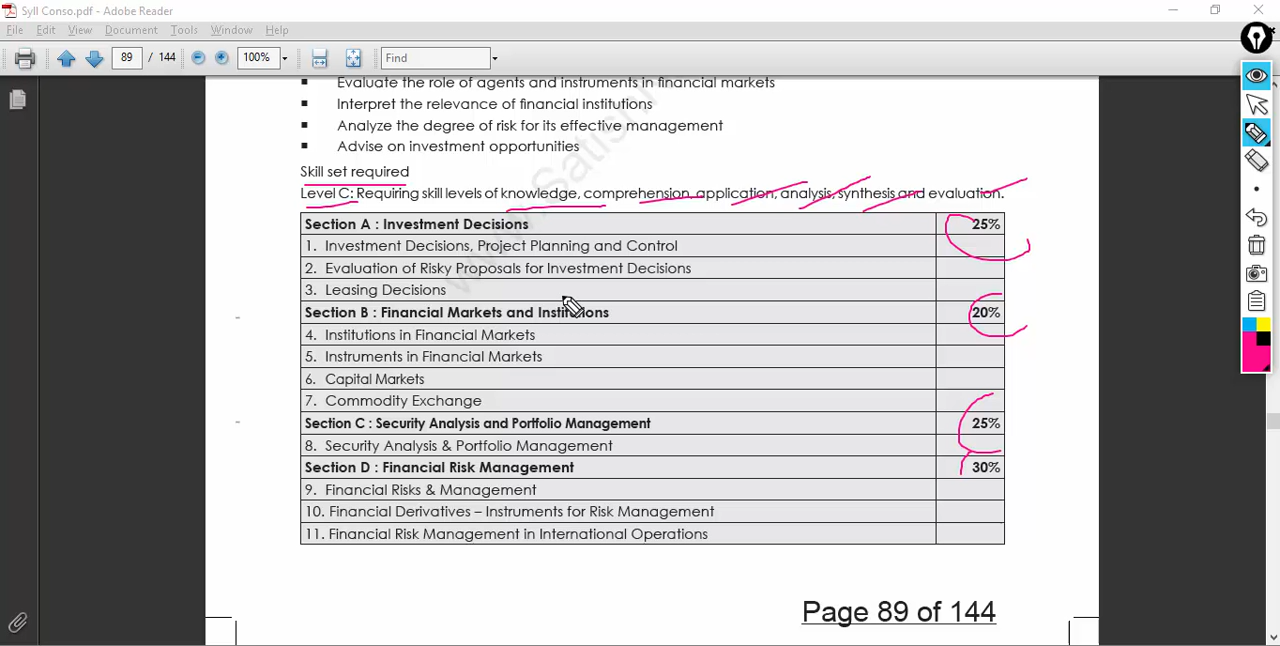 Syll Conso.pdf - Adobe Reader
File Edit View Document Tools Window Help
89 / 144 100% Find
Evaluate the role of agents and instruments in financial markets
Interpret the relevance of financial institutions
Analyze the degree of risk for its effective management
Advise on investment opportunities
Skill set required
Level C: Requiring skill levels of knowledge, comprehension, application, analysis, synthesis and evaluation.
Section A : Investment Decisions 25%
1. Investment Decisions, Project Planning and Control
2. Evaluation of Risky Proposals for Investment Decisions
3. Leasing Decisions
Section B : Financial Markets and Institutions 20%
4. Institutions in Financial Markets
5. Instruments in Financial Markets
6. Capital Markets
7. Commodity Exchange
Section C : Security Analysis and Portfolio Management 25%
8. Security Analysis & Portfolio Management
Section D : Financial Risk Management 30%
9. Financial Risks & Management
10. Financial Derivatives – Instruments for Risk Management
11. Financial Risk Management in International Operations
Page 89 of 144